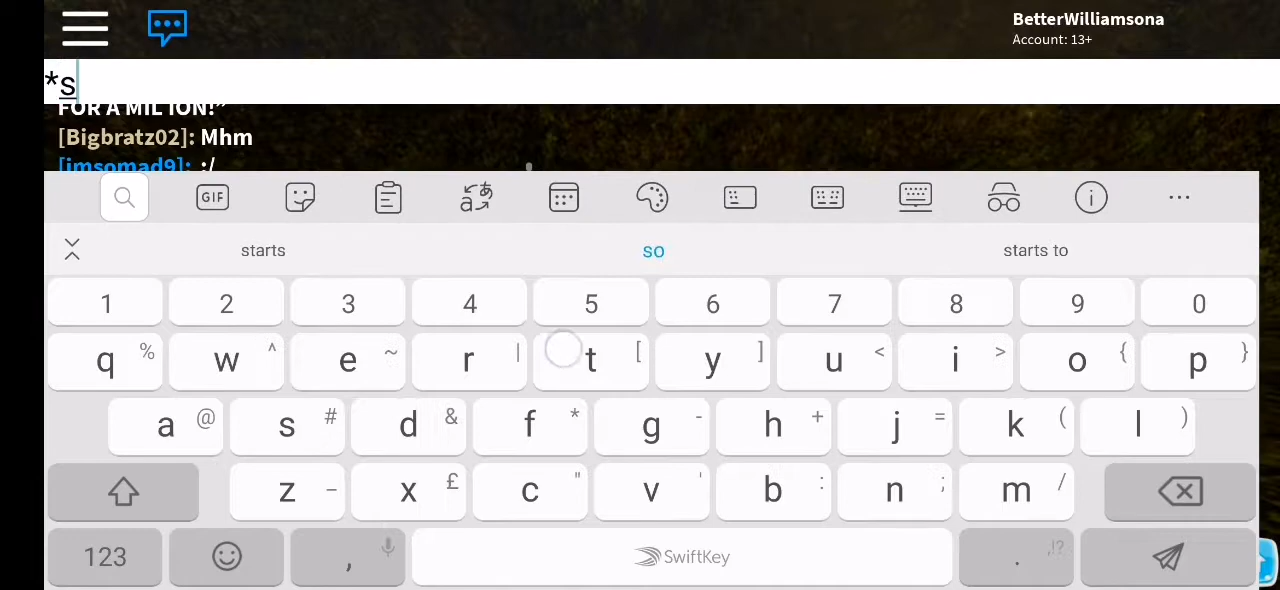 BetterWilliamsona
Account: 13+
*s
FOR A MIL ION!"
[Bigbratz02]: Mhm
[imsomad9]: :/
GIF
starts so starts to
1 2 3 4 5 6 7 8 9 0
q % w ^ e ~ r | t [ y ] u < i > o { p }
a @ s # d & f * g - h + j = k ( l )
z _ x £ c " v ' b : n ; m /
123 , SwiftKey . ,!?